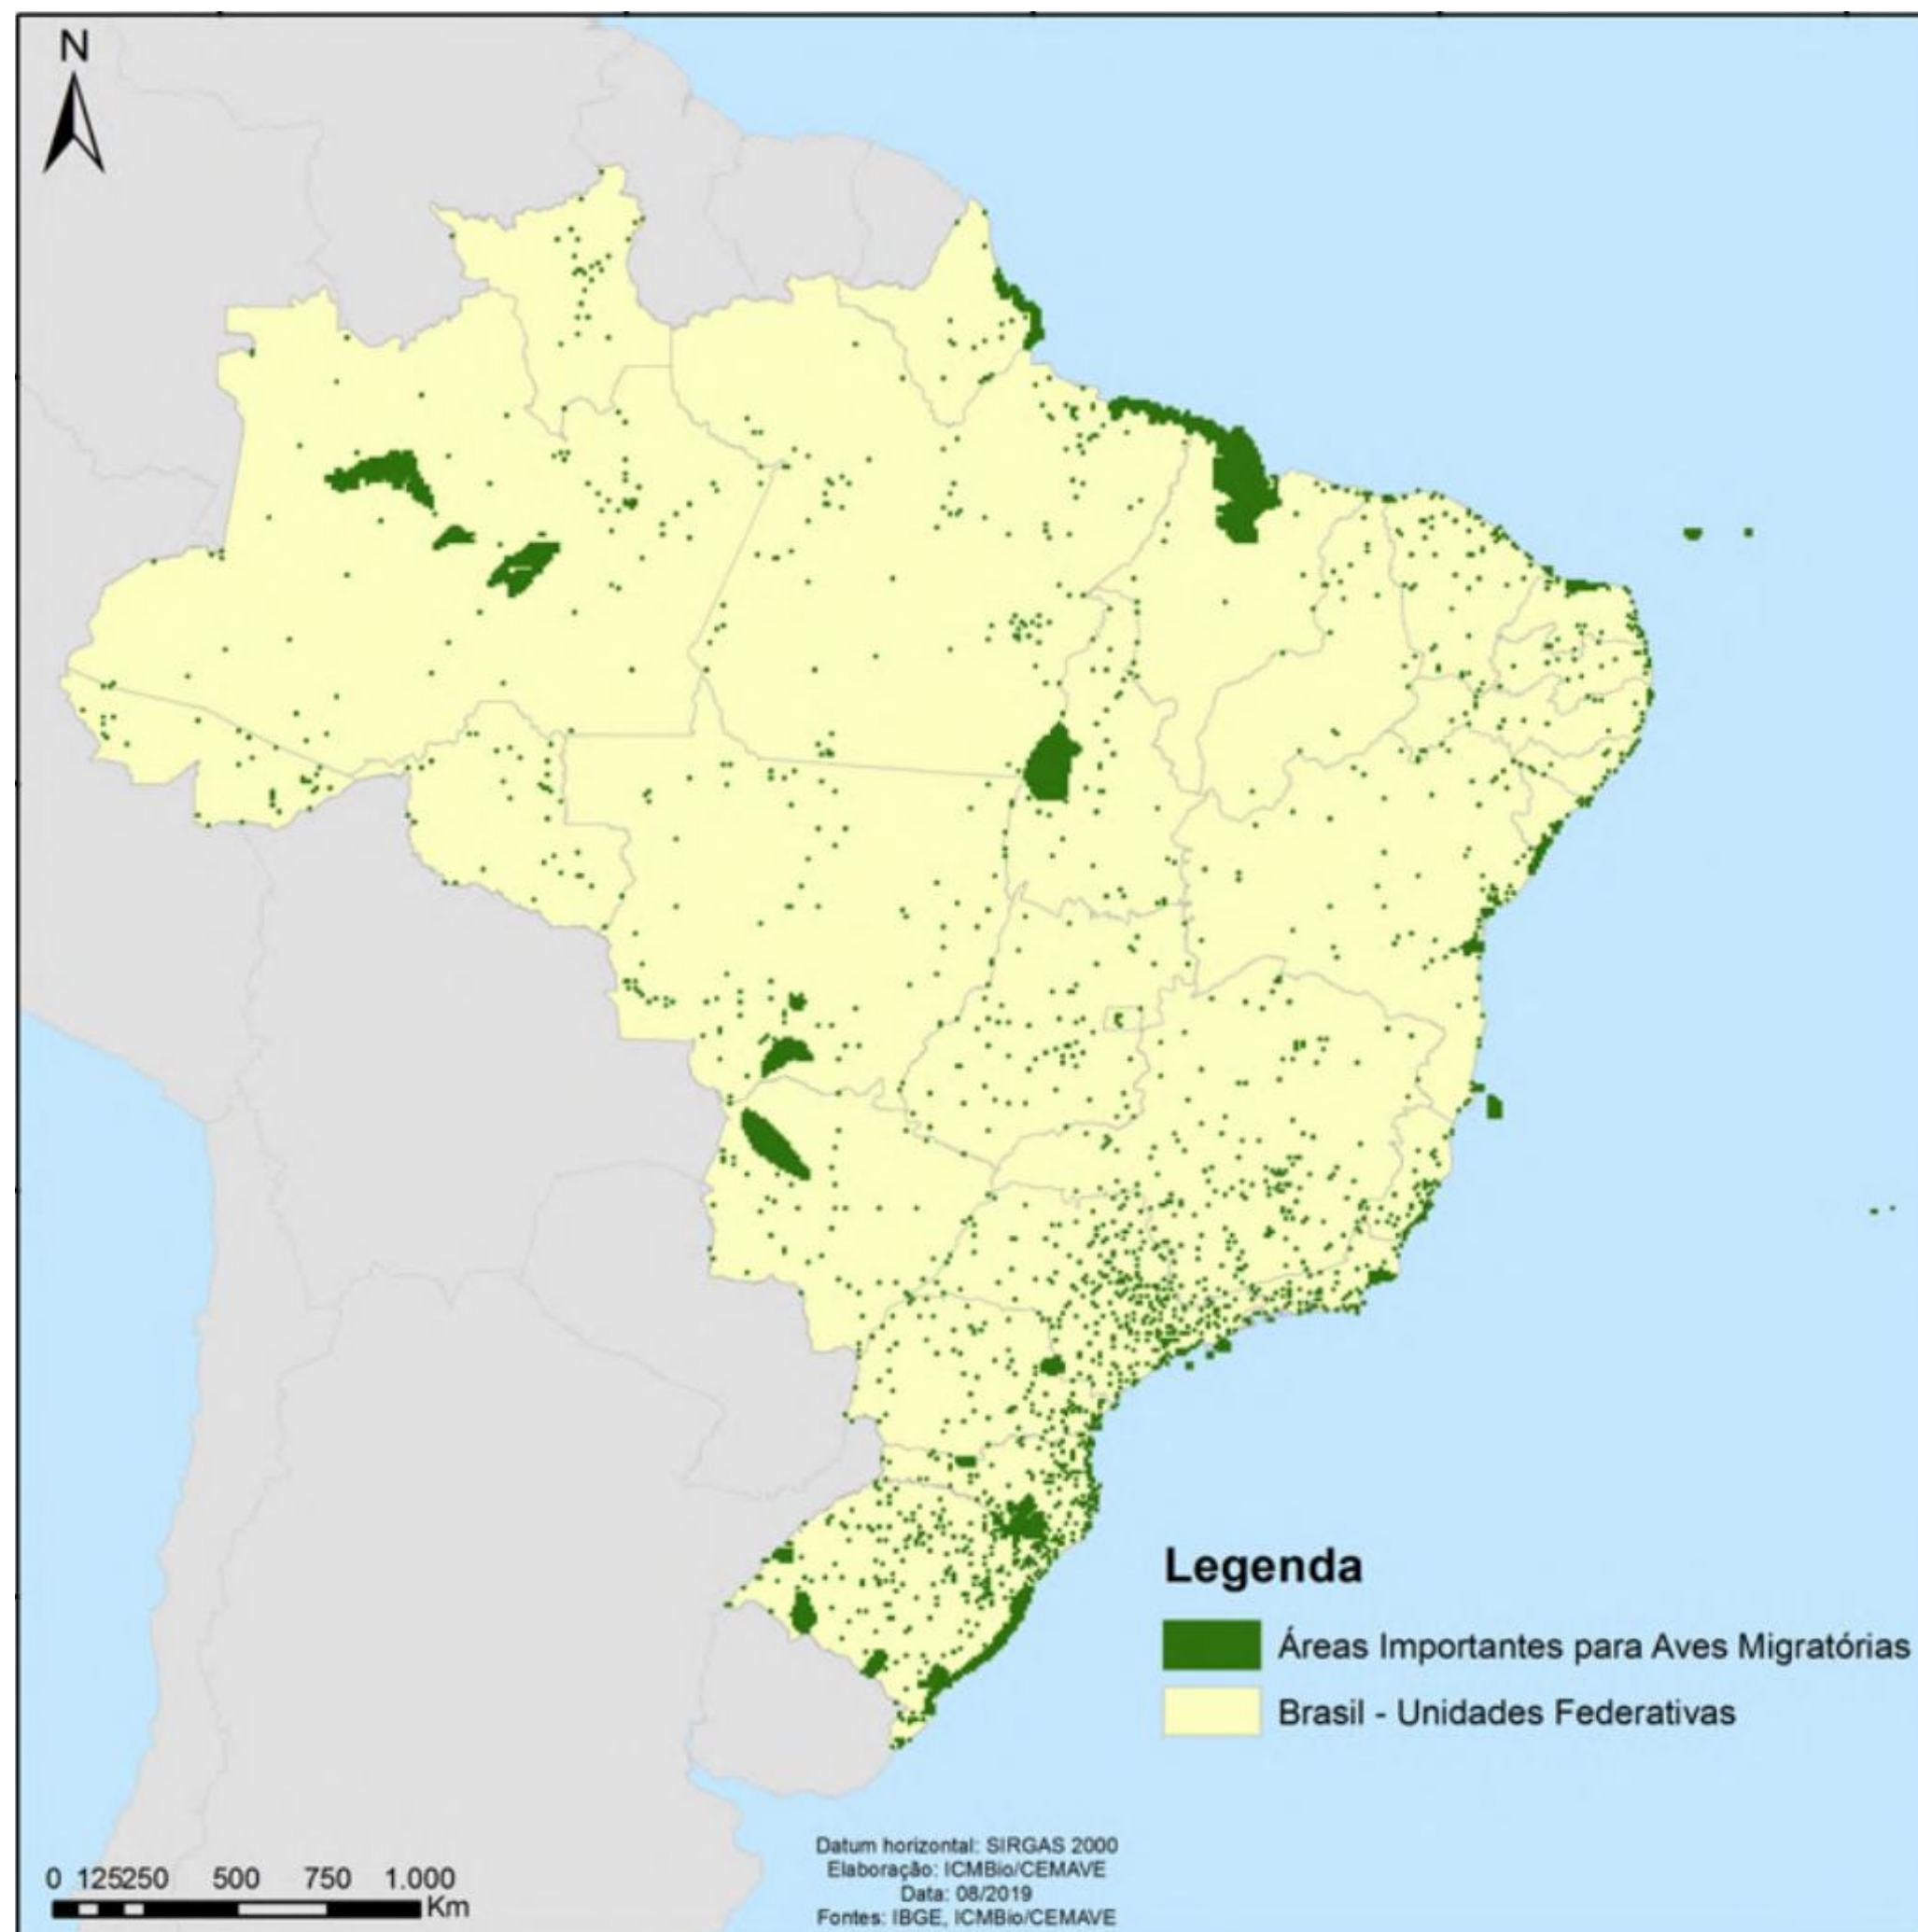 N
Legenda
Áreas Importantes para Aves Migratórias
Brasil - Unidades Federativas
0 125250 500 750 1.000
Km
Datum horizontal: SIRGAS 2000
Elaboração: ICMBio/CEMAVE
Data: 08/2019
Fontes: IBGE, ICMBio/CEMAVE